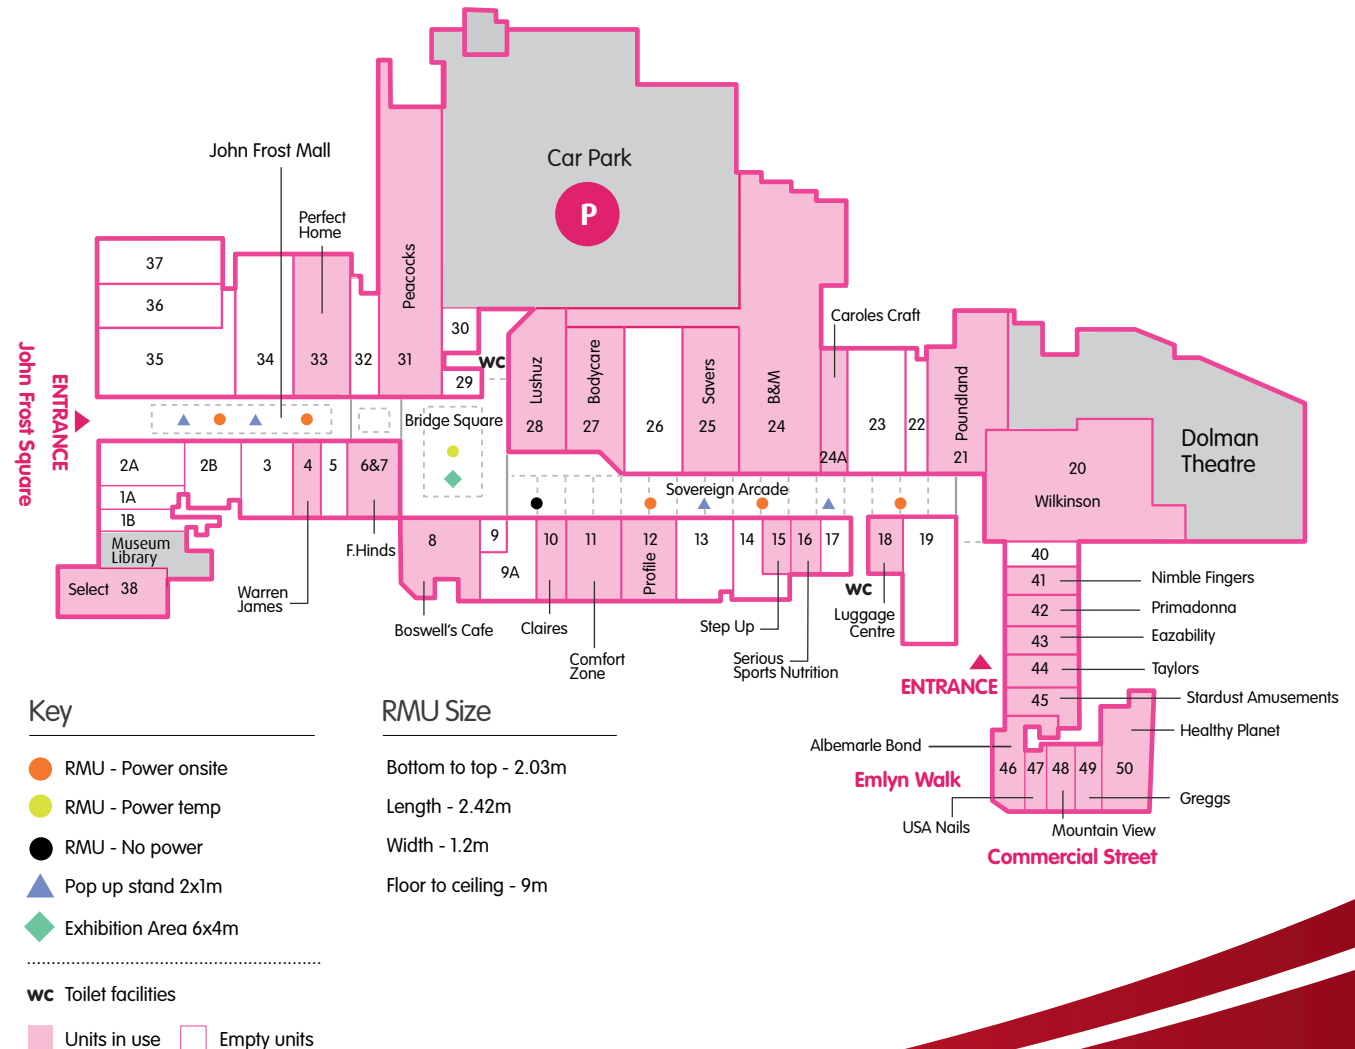 Car Park
P
John Frost Mall
Perfect
Home
Peacocks
37
36
35
34
33
32
31
30
29
WC
Caroles Craft
Lushuz
28
Bodycare
27
26
Savers
25
B&M
24
24A
23
22
Poundland
21
20
Wilkinson
Dolman
Theatre
ENTRANCE
John Frost Square
Bridge Square
Sovereign Arcade
2A
2B
3
4
5
6&7
1A
1B
Museum
Library
Select 38
Warren
James
F.Hinds
8
9
9A
10
11
12
Profile
13
14
15
16
17
18
19
WC
Boswell's Cafe
Claires
Comfort
Zone
Step Up
Serious
Sports Nutrition
Luggage
Centre
ENTRANCE
40
41
Nimble Fingers
42
Primadonna
43
Eazability
44
Taylors
45
Stardust Amusements
Healthy Planet
Albemarle Bond
46
47
48
49
50
Emlyn Walk
Greggs
USA Nails
Mountain View
Commercial Street
Key
RMU - Power onsite
RMU - Power temp
RMU - No power
Pop up stand 2x1m
Exhibition Area 6x4m
WC Toilet facilities
Units in use
Empty units
RMU Size
Bottom to top - 2.03m
Length - 2.42m
Width - 1.2m
Floor to ceiling - 9m